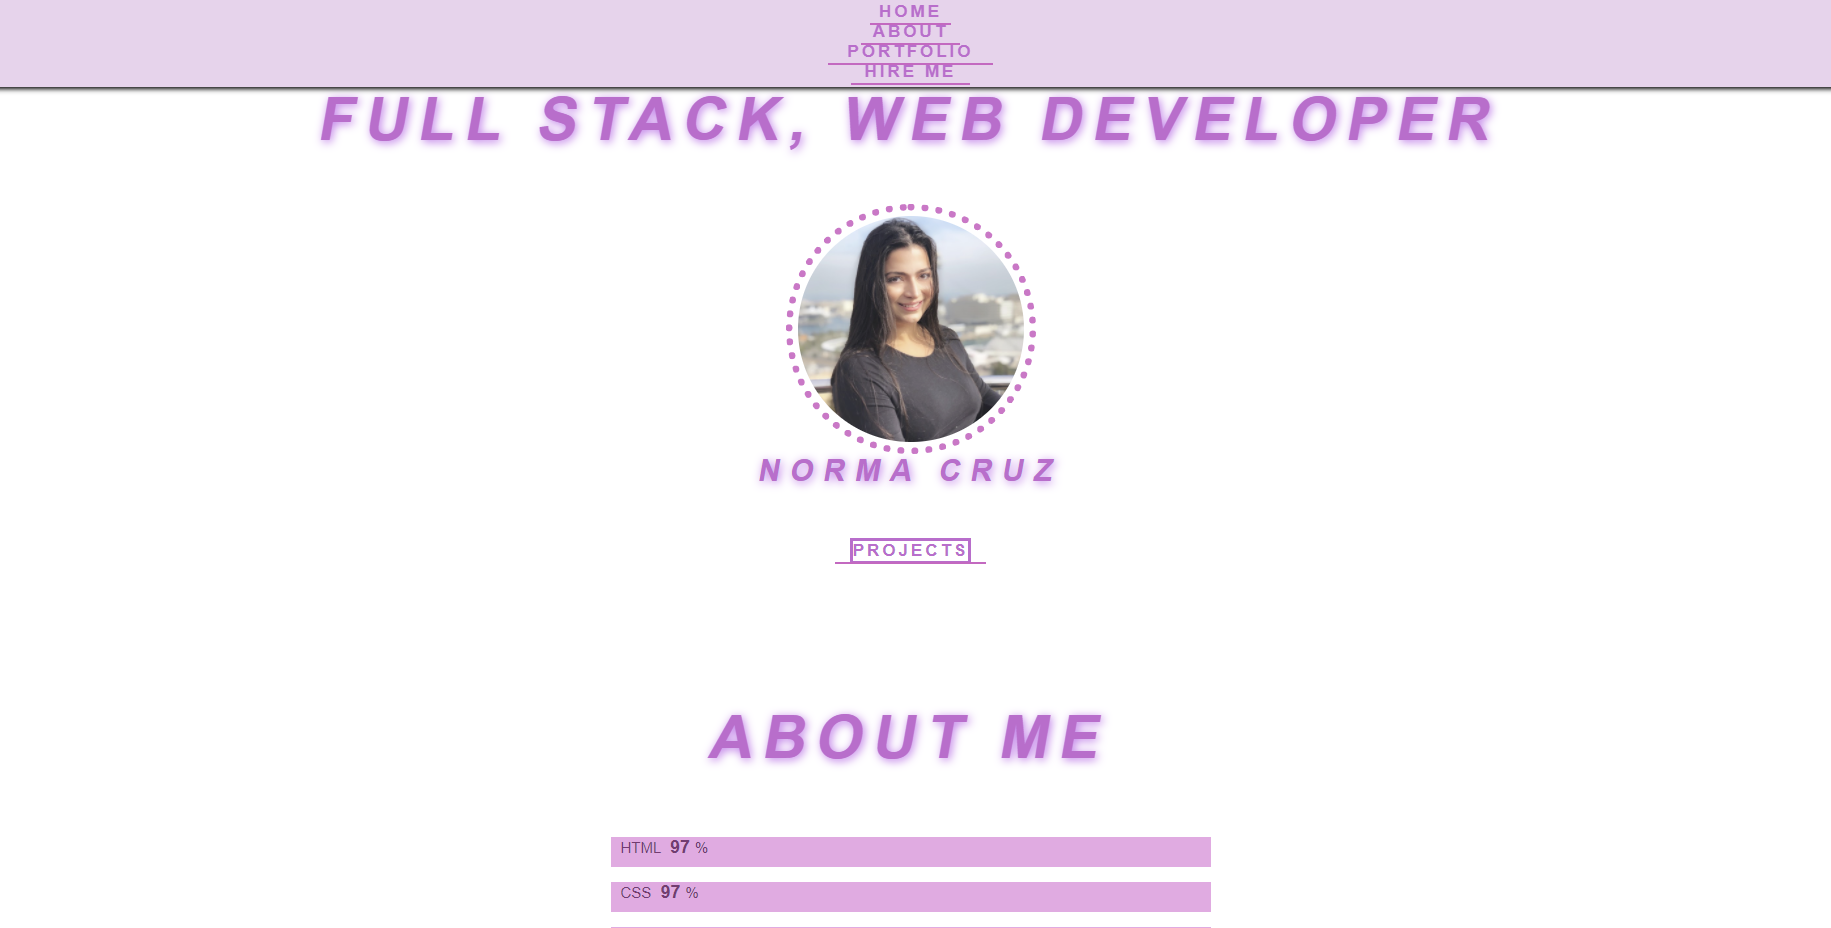 HOME
ABOUT
PORTFOLIO
HIRE ME
FULL STACK, WEB DEVELOPER
NORMA CRUZ
PROJECTS
ABOUT ME
HTML 97 %
CSS 97 %